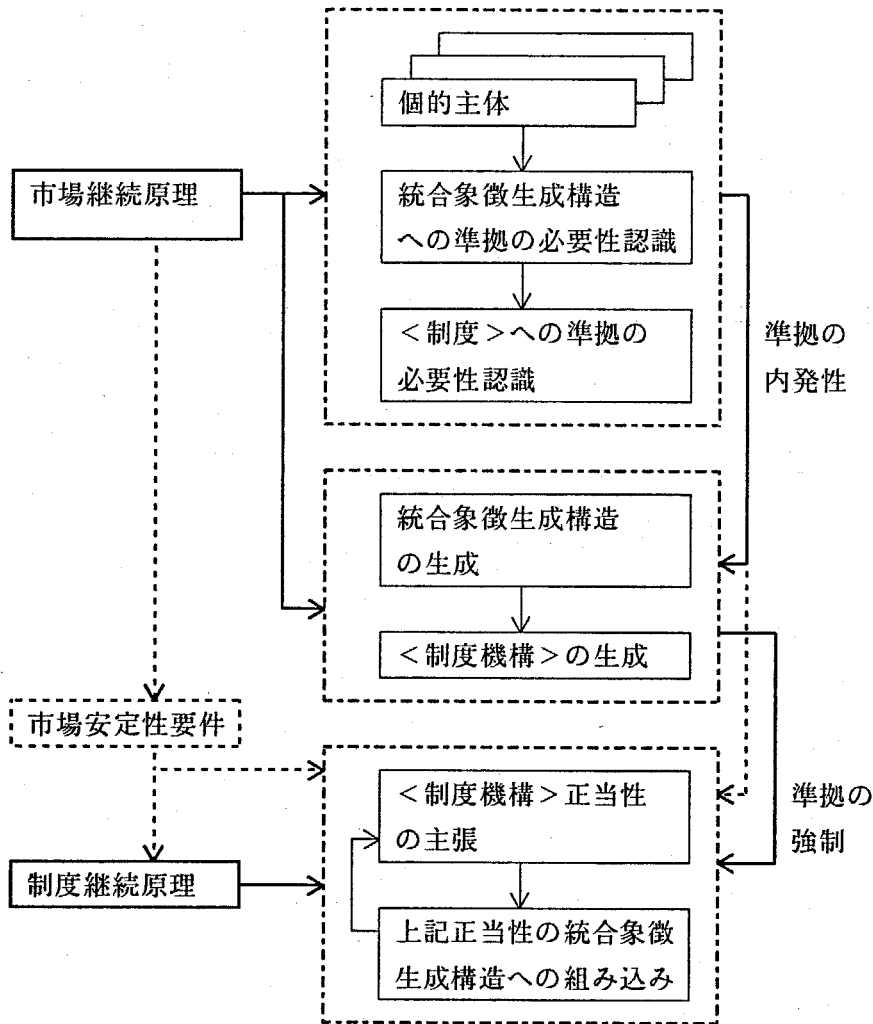 個的主体
市場継続原理
統合象徴生成構造
への準拠の必要性認識
＜制度＞への準拠の
必要性認識
準拠の
内発性
統合象徴生成構造
の生成
＜制度機構＞の生成
市場安定性要件
＜制度機構＞正当性
の主張
準拠の
強制
制度継続原理
上記正当性の統合象徴
生成構造への組み込み